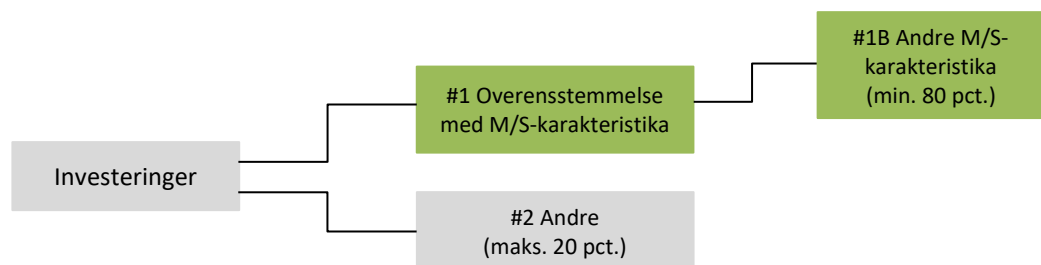 Investeringer
#1 Overensstemmelse
med M/S-karakteristika
#1B Andre M/S-
karakteristika
(min. 80 pct.)
#2 Andre
(maks. 20 pct.)